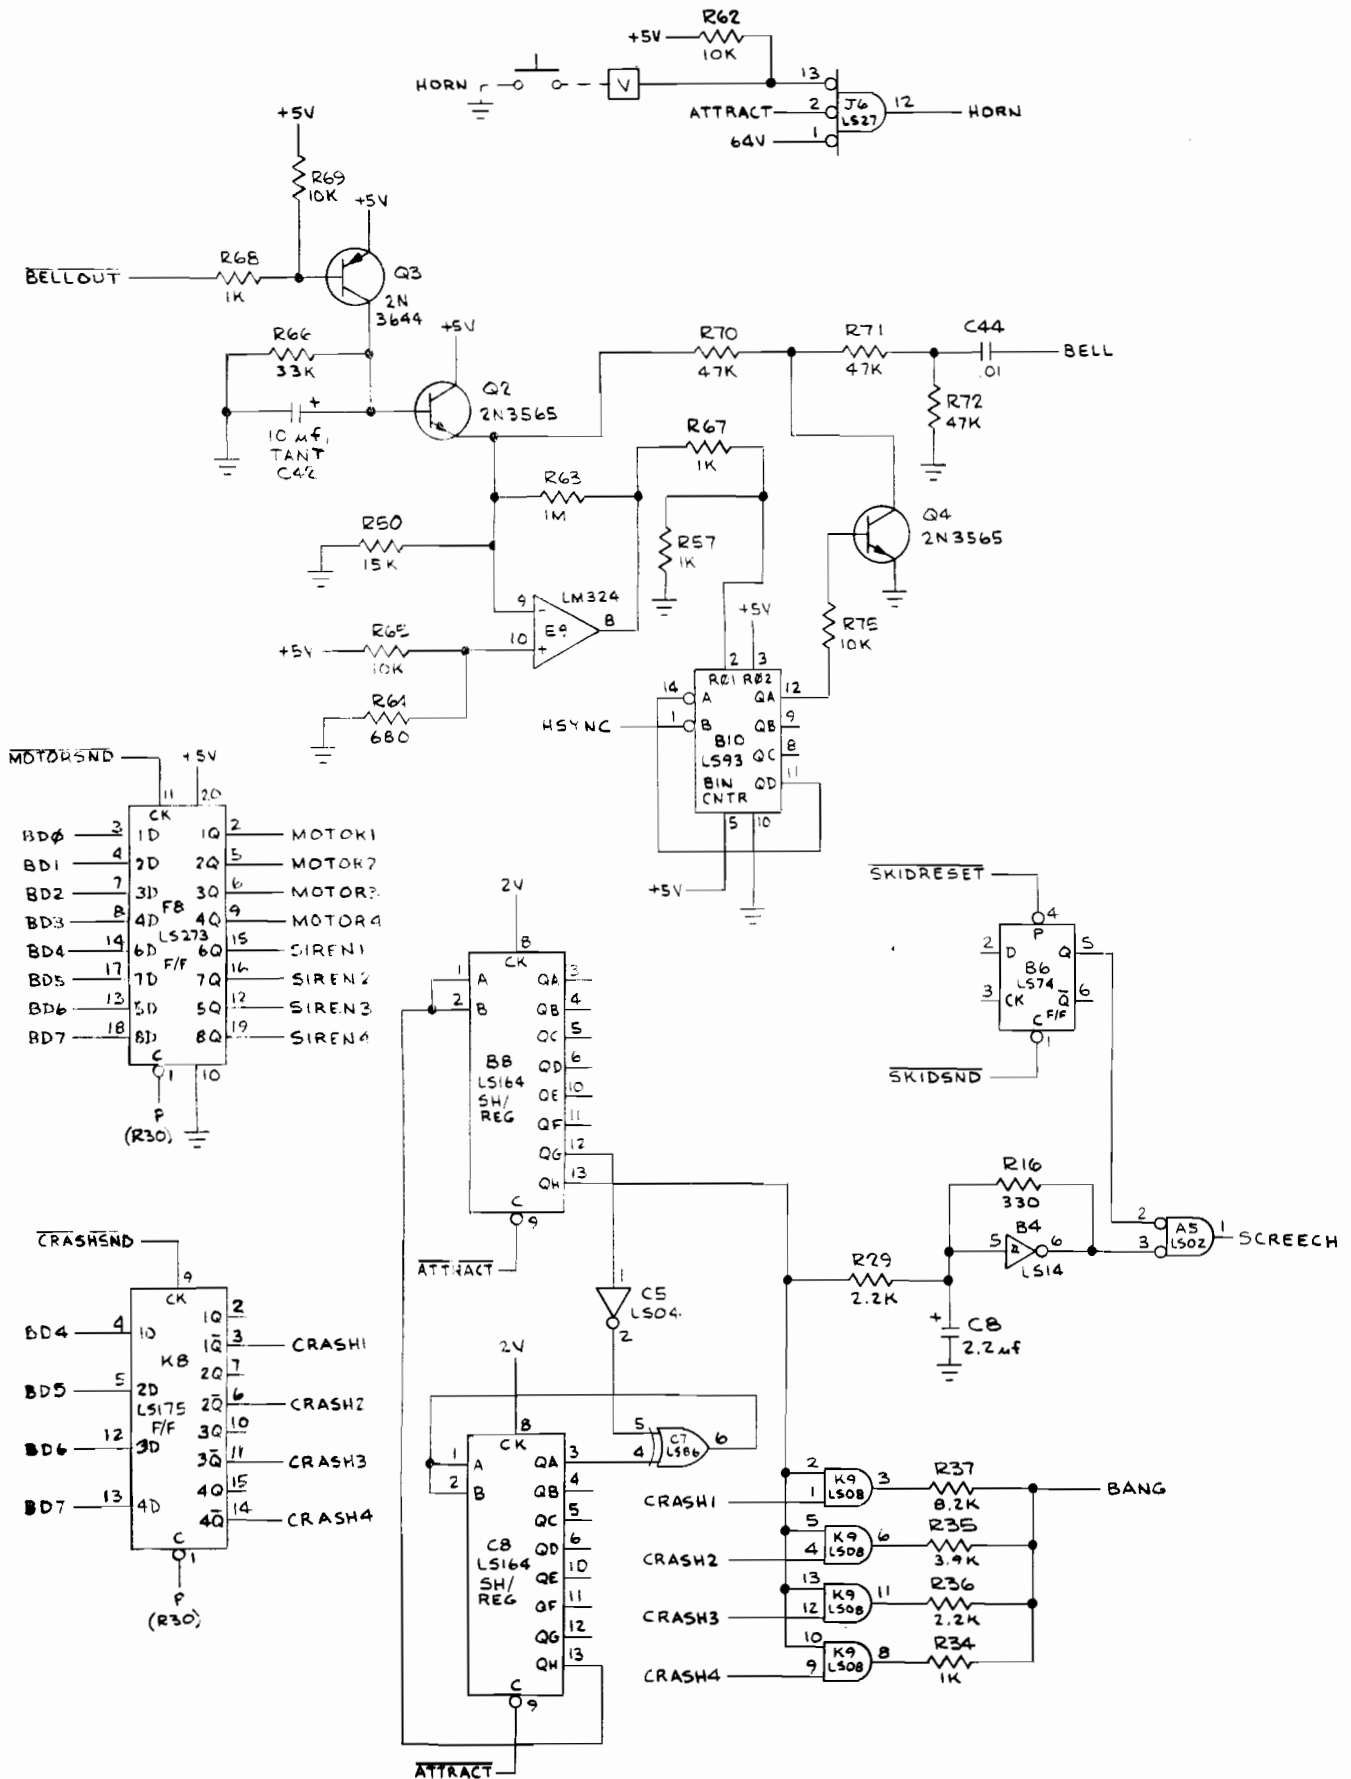 R62
+5V
10K
HORN
V
13
ATTRACT
2
J6
LS27
12
HORN
64V
1
+5V
R69
10K
+5V
BELLOUT
R68
1K
Q3
2N
3644
R66
33K
+5V
Q2
2N3565
10 µf,
TANT
C42
R70
47K
R71
47K
C44
.01
BELL
R72
47K
R67
1K
R63
1M
R50
15K
R57
1K
Q4
2N3565
LM324
9
-
E9
8
10
+
+5V
R65
10K
R64
680
+5V
R75
10K
2
3
RØ1
RØ2
14
A
QA
12
HSYNC
1
B
QB
9
B10
LS93
QC
8
BIN
CNTR
QD
11
5
10
+5V
MOTORSND
+5V
11
20
CK
BDØ
3
1D
1Q
2
MOTOR1
BD1
4
2D
2Q
5
MOTOR2
BD2
7
3D
3Q
6
MOTOR3
BD3
8
4D
F8
4Q
9
MOTOR4
BD4
14
6D
LS273
6Q
15
SIREN1
BD5
17
7D
F/F
7Q
16
SIREN2
BD6
13
5D
5Q
12
SIREN3
BD7
18
8D
8Q
19
SIREN4
C
1
10
P
(R30)
2V
8
CK
1
A
QA
3
2
B
QB
4
QC
5
B8
LS164
SH/
REG
QD
6
QE
10
QF
11
QG
12
QH
13
C
9
ATTRACT
SKIDRESET
4
P
2
D
Q
5
B6
LS74
3
CK
Q
6
C
F/F
1
SKIDSND
R16
330
B4
5
6
LS14
2
3
A5
LS02
1
SCREECH
R29
2.2K
+
C8
2.2µf
CRASHSND
9
CK
1Q
2
BD4
4
1D
1Q
3
CRASH1
K8
2Q
7
BD5
5
2D
LS175
F/F
2Q
6
CRASH2
3Q
10
BD6
12
3D
3Q
11
CRASH3
4Q
15
BD7
13
4D
4Q
14
CRASH4
C
1
P
(R30)
1
C5
LS04
2
2V
8
CK
5
4
C7
LS86
6
1
A
QA
3
2
B
QB
4
QC
5
C8
LS164
SH/
REG
QD
6
QE
10
QF
11
QG
12
QH
13
C
9
ATTRACT
2
K9
LS08
3
R37
8.2K
BANG
CRASH1
1
5
K9
LS08
6
R35
3.9K
CRASH2
4
13
K9
LS08
11
R36
2.2K
CRASH3
12
10
K9
LS08
8
R34
1K
CRASH4
9